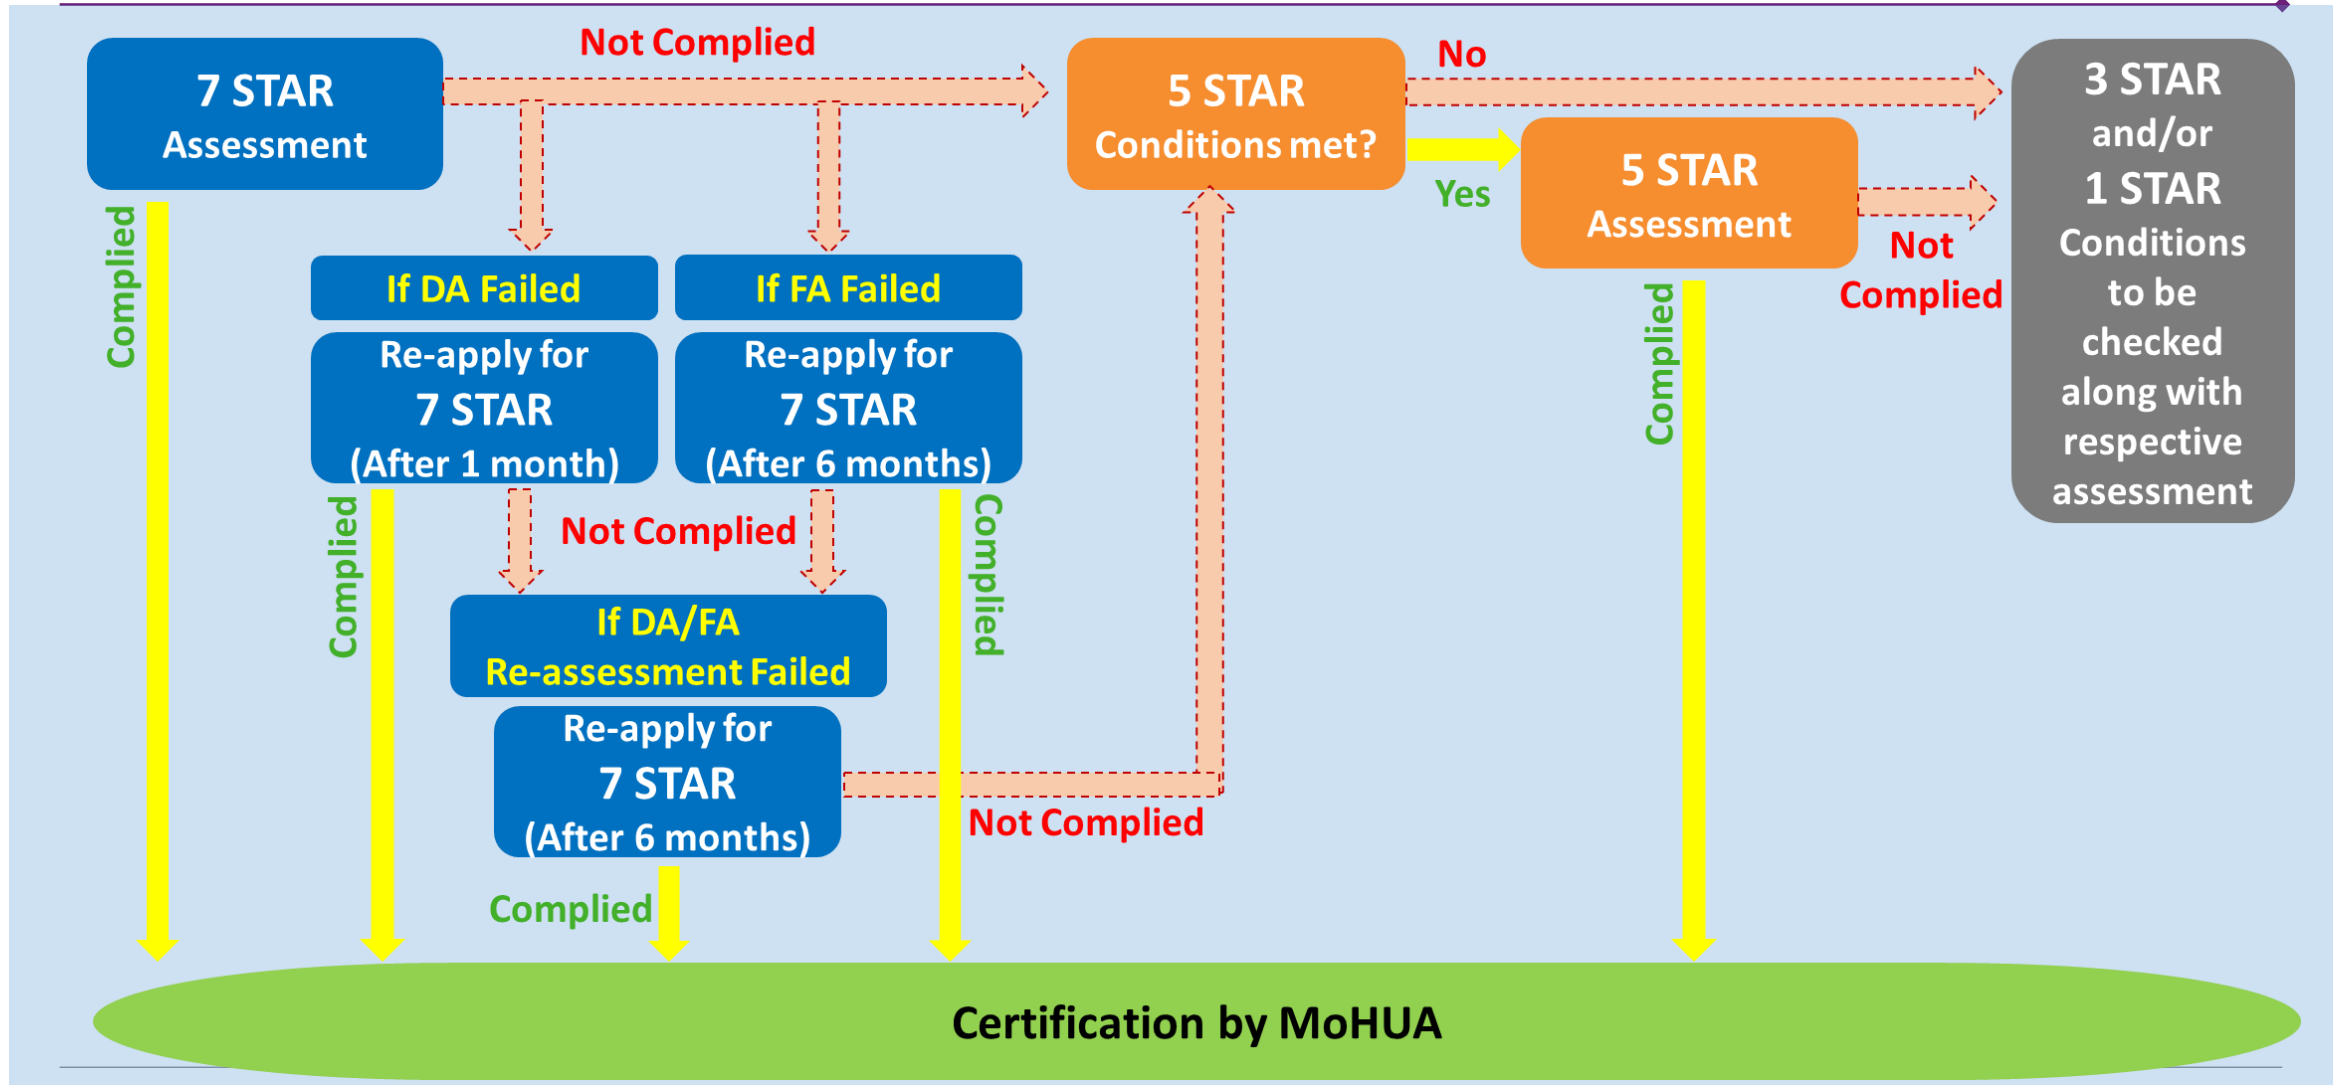 7 STAR
Assessment
Not Complied
5 STAR
Conditions met?
No
Yes
5 STAR
Assessment
Not
Complied
3 STAR
and/or
1 STAR
Conditions
to be
checked
along with
respective
assessment
Complied
If DA Failed
Re-apply for
7 STAR
(After 1 month)
If FA Failed
Re-apply for
7 STAR
(After 6 months)
Complied
Not Complied
Complied
If DA/FA
Re-assessment Failed
Re-apply for
7 STAR
(After 6 months)
Not Complied
Complied
Complied
Certification by MoHUA